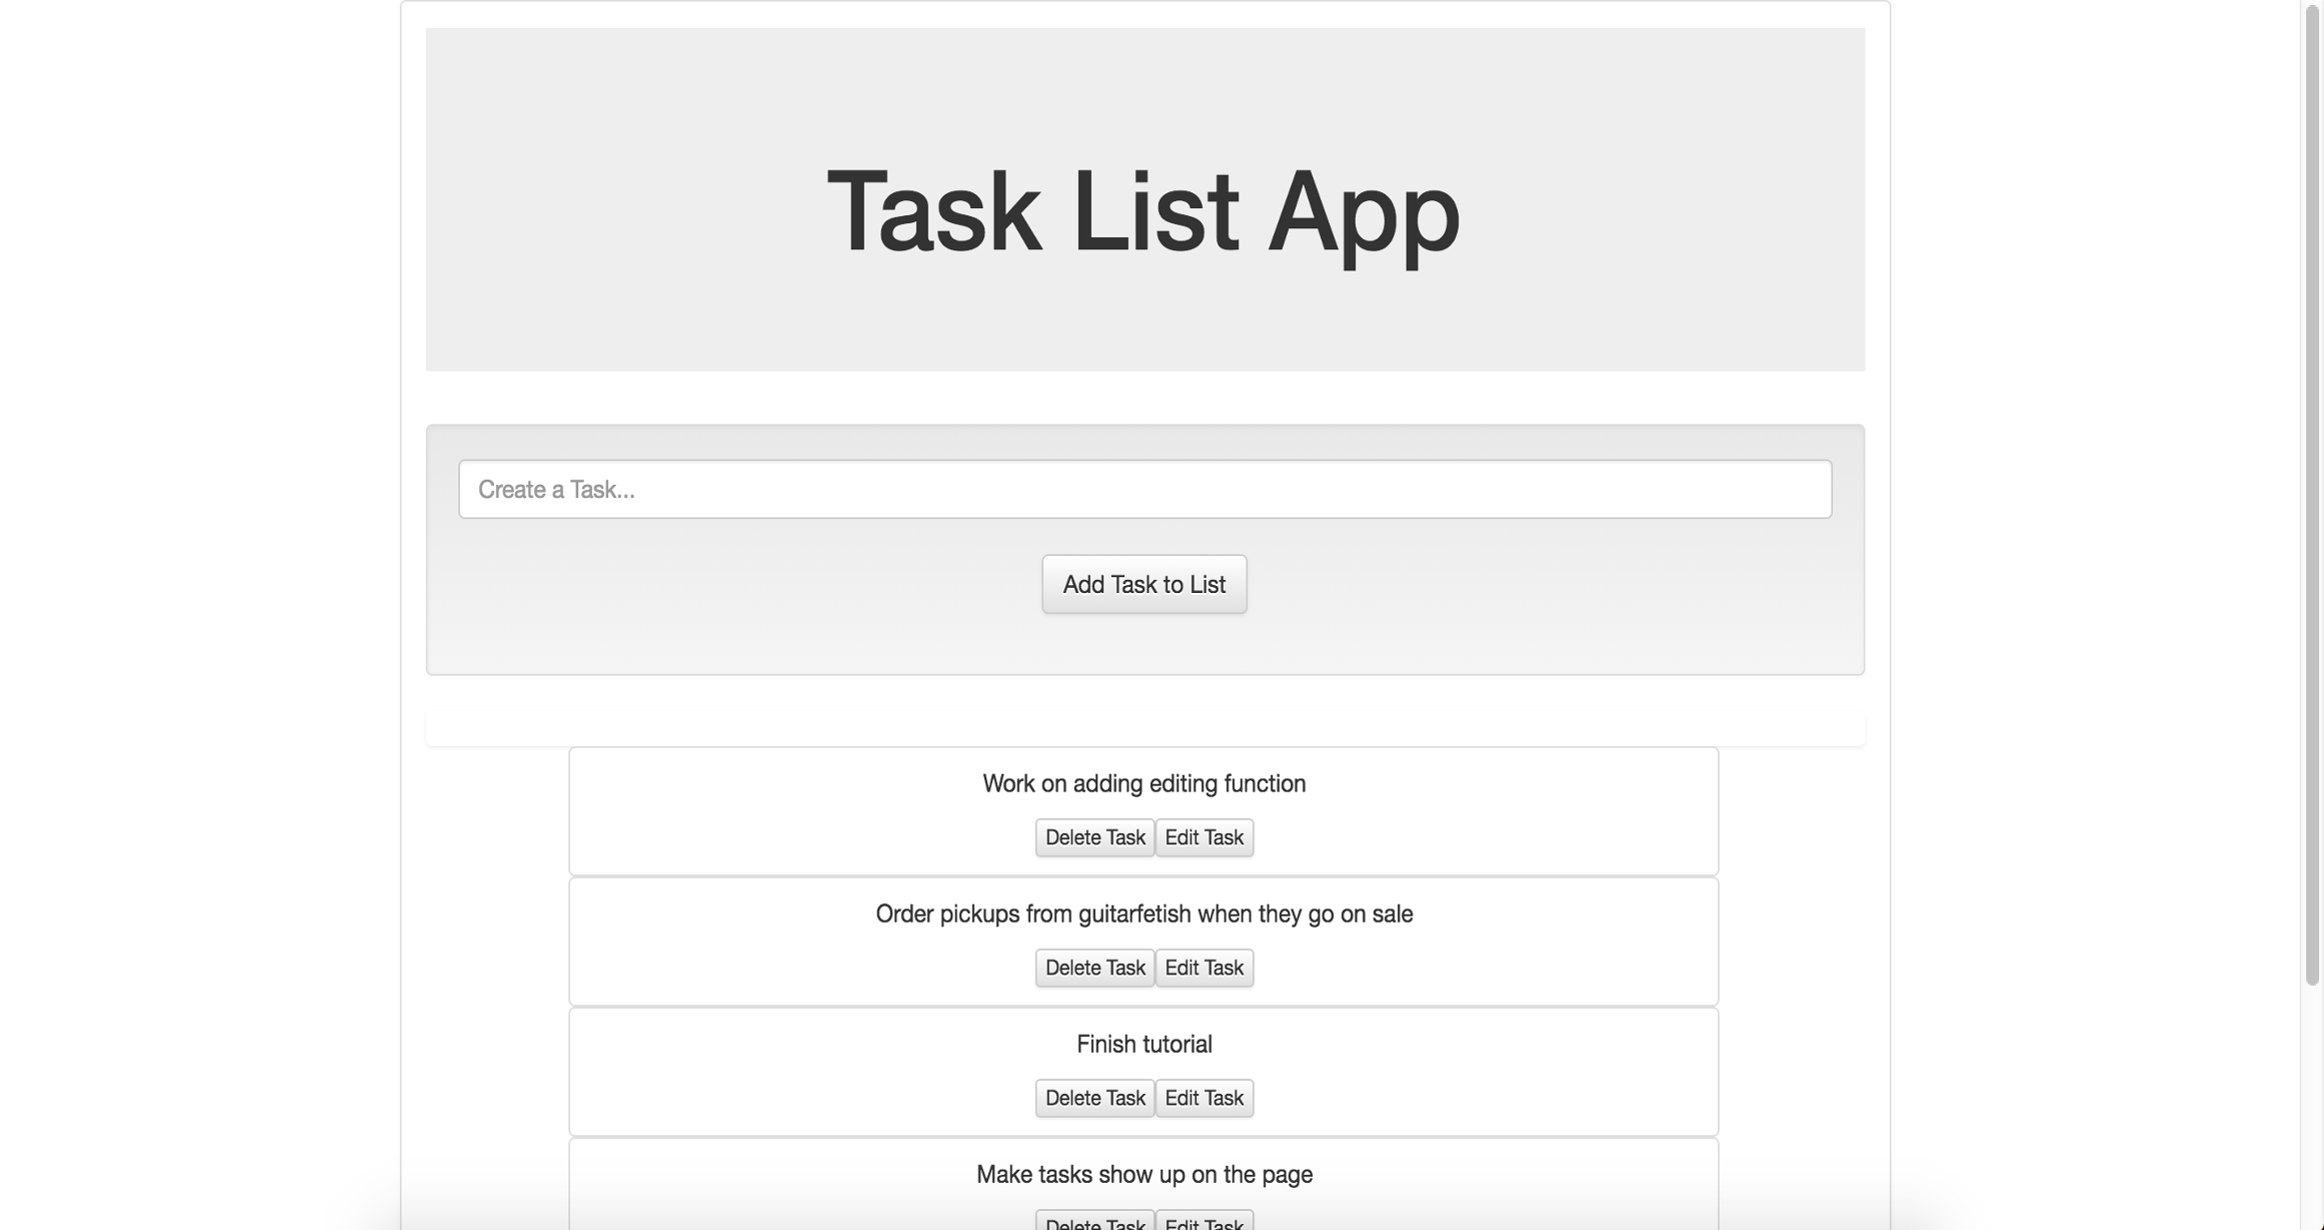 Task List App
Create a Task...
Add Task to List
Work on adding editing function
Delete Task Edit Task
Order pickups from guitarfetish when they go on sale
Delete Task Edit Task
Finish tutorial
Delete Task Edit Task
Make tasks show up on the page
Delete Task Edit Task